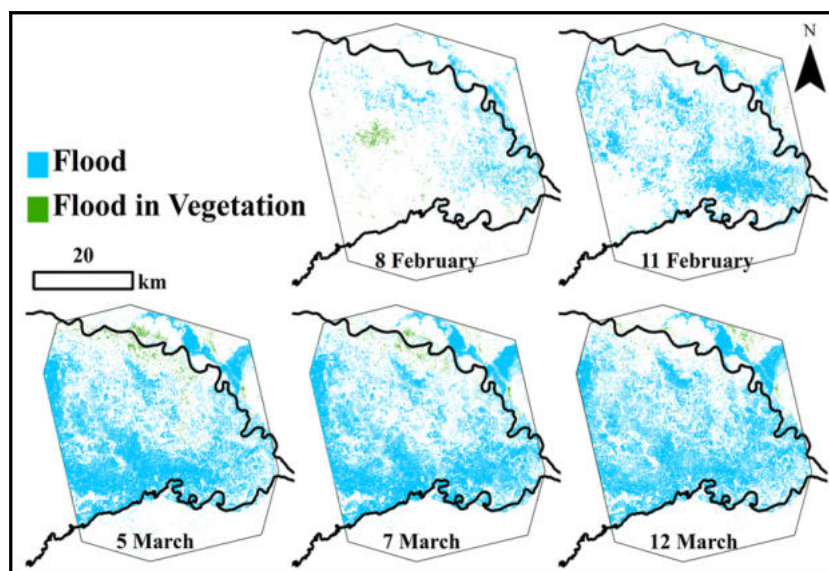 N
Flood
Flood in Vegetation
20
km
8 February
11 February
5 March
7 March
12 March